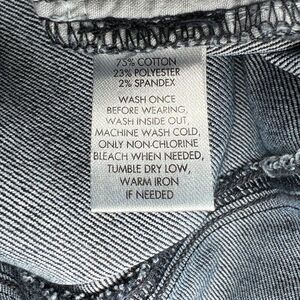 75% COTTON
23% POLYESTER
2% SPANDEX
WASH ONCE
BEFORE WEARING,
WASH INSIDE OUT,
MACHINE WASH COLD,
ONLY NON-CHLORINE
BLEACH WHEN NEEDED,
TUMBLE DRY LOW,
WARM IRON
IF NEEDED